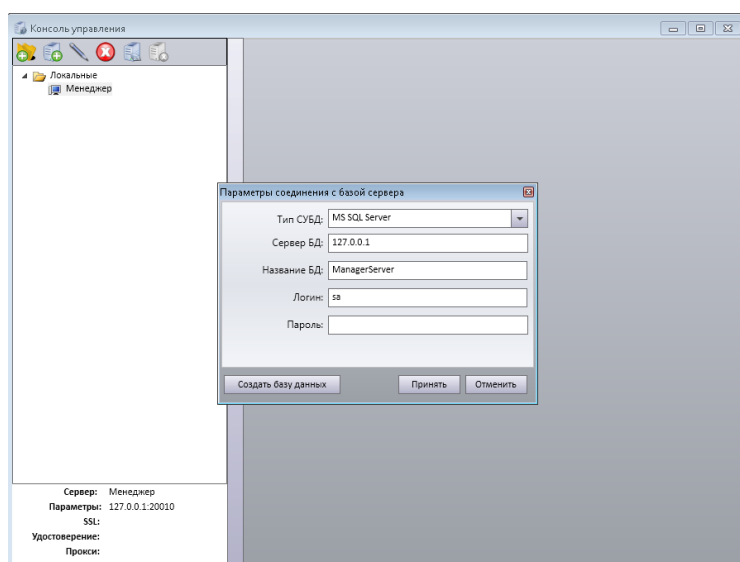 Консоль управления
Локальные
Менеджер
Параметры соединения с базой сервера
Тип СУБД: MS SQL Server
Сервер БД: 127.0.0.1
Название БД: ManagerServer
Логин: sa
Пароль:
Создать базу данных Принять Отменить
Сервер: Менеджер
Параметры: 127.0.0.1:20010
SSL:
Удостоверение:
Прокси: